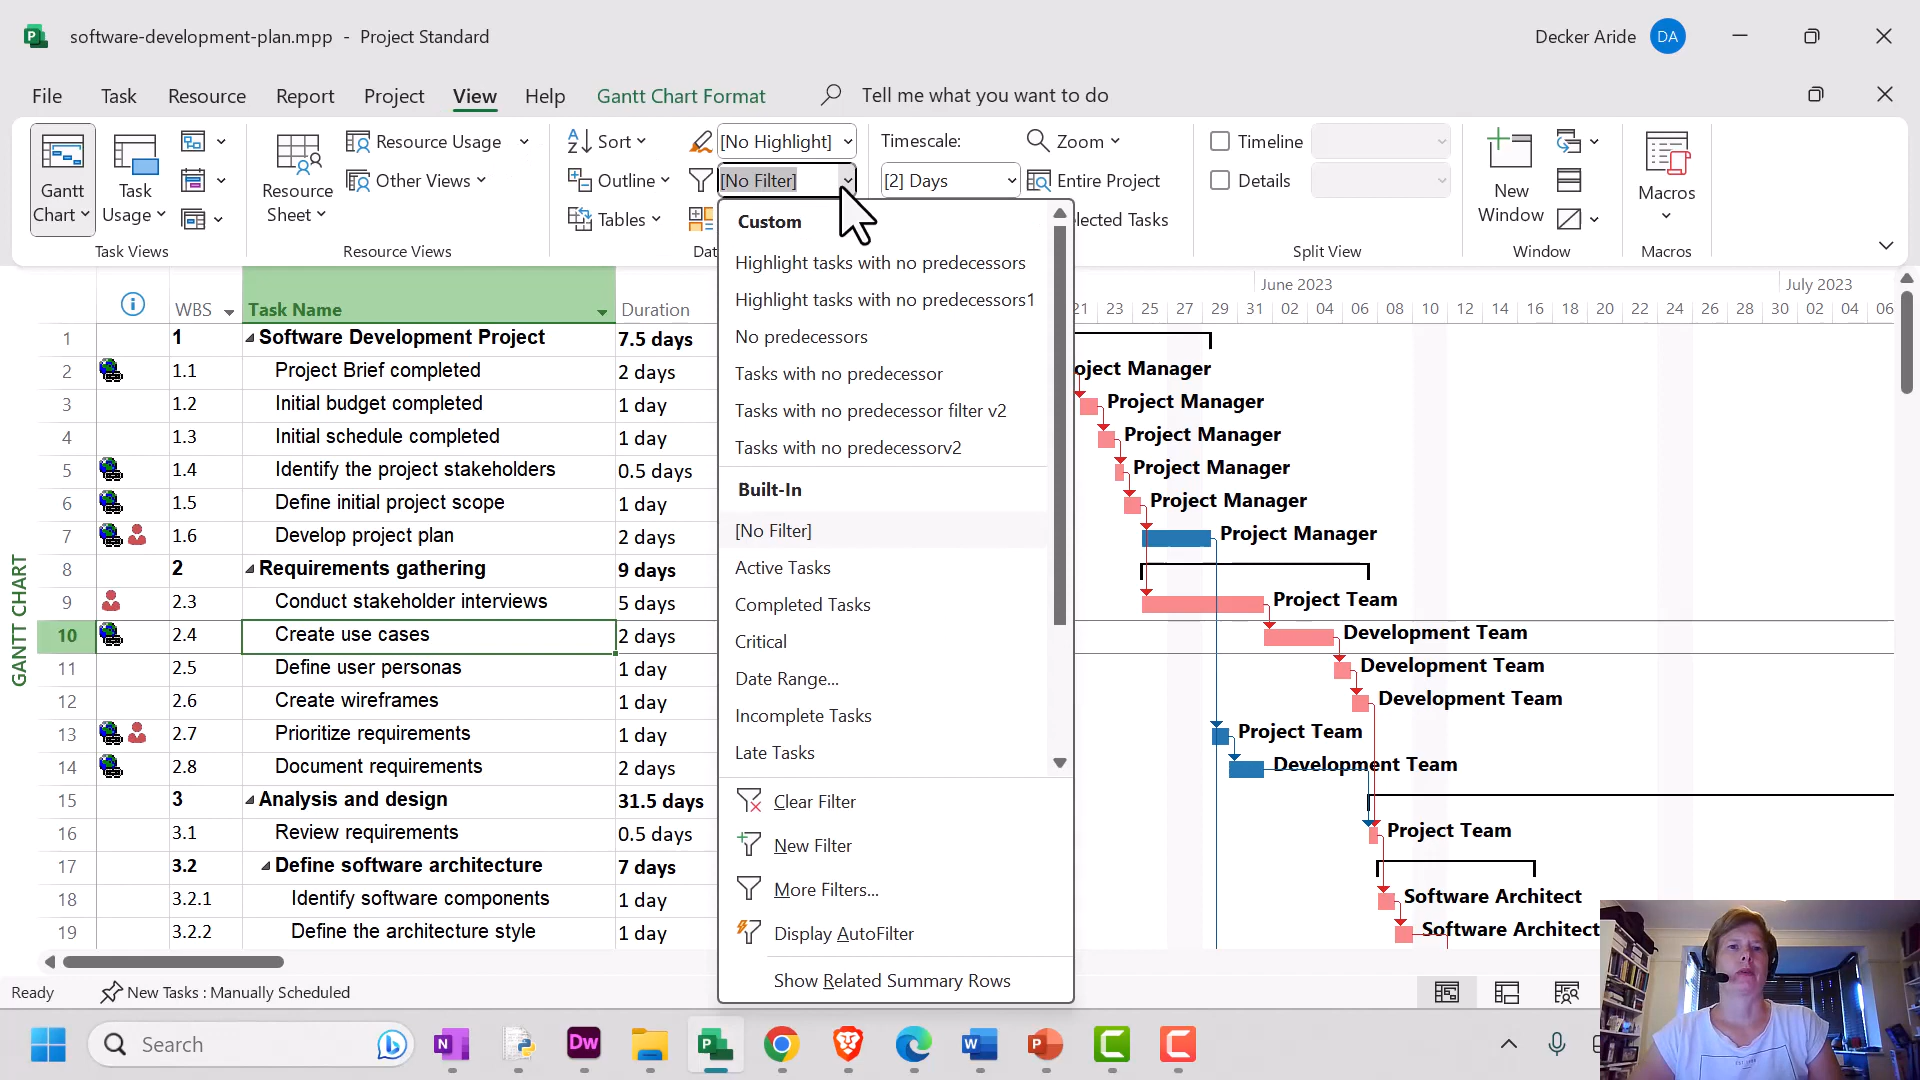 software-development-plan.mpp - Project Standard
Decker Aride DA
File Task Resource Report Project View Help Gantt Chart Format Tell me what you want to do
Gantt Chart
Task Usage
Task Views
Resource Sheet
Resource Usage
Other Views
Resource Views
Sort
Outline
Tables
[No Highlight]
[No Filter]
Dat
Timescale:
[2] Days
Zoom
Entire Project
lected Tasks
Timeline
Details
Split View
New Window
Window
Macros
Macros
Custom
Highlight tasks with no predecessors
Highlight tasks with no predecessors1
No predecessors
Tasks with no predecessor
Tasks with no predecessor filter v2
Tasks with no predecessorv2
Built-In
[No Filter]
Active Tasks
Completed Tasks
Critical
Date Range...
Incomplete Tasks
Late Tasks
Clear Filter
New Filter
More Filters...
Display AutoFilter
Show Related Summary Rows
GANTT CHART
WBS Task Name Duration
1 1 Software Development Project 7.5 days
2 1.1 Project Brief completed 2 days
3 1.2 Initial budget completed 1 day
4 1.3 Initial schedule completed 1 day
5 1.4 Identify the project stakeholders 0.5 days
6 1.5 Define initial project scope 1 day
7 1.6 Develop project plan 2 days
8 2 Requirements gathering 9 days
9 2.3 Conduct stakeholder interviews 5 days
10 2.4 Create use cases 2 days
11 2.5 Define user personas 1 day
12 2.6 Create wireframes 1 day
13 2.7 Prioritize requirements 1 day
14 2.8 Document requirements 2 days
15 3 Analysis and design 31.5 days
16 3.1 Review requirements 0.5 days
17 3.2 Define software architecture 7 days
18 3.2.1 Identify software components 1 day
19 3.2.2 Define the architecture style 1 day
June 2023 July 2023
21 23 25 27 29 31 02 04 06 08 10 12 14 16 18 20 22 24 26 28 30 02 04 06
oject Manager
Project Manager
Project Manager
Project Manager
Project Manager
Project Manager
Project Team
Development Team
Development Team
Development Team
Project Team
Development Team
Project Team
Software Architect
Software Architect
Ready New Tasks : Manually Scheduled
Search